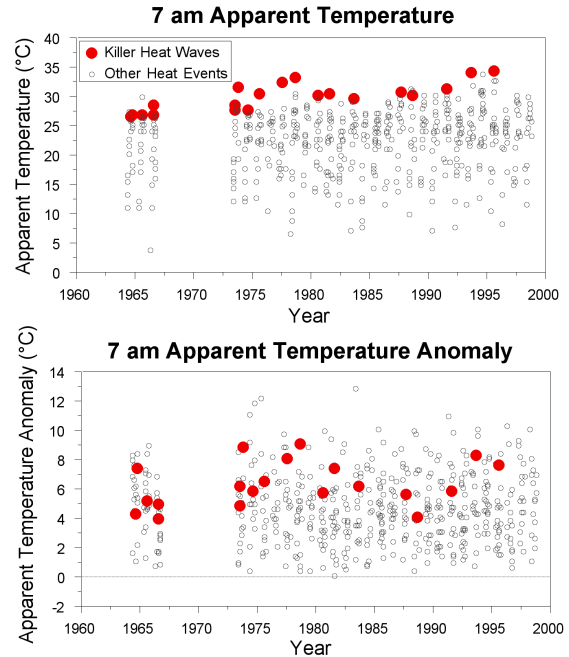 7 am Apparent Temperature
Apparent Temperature (°C)
40
35
30
25
20
15
10
5
0
Killer Heat Waves
Other Heat Events
1960 1965 1970 1975 1980 1985 1990 1995 2000
Year
7 am Apparent Temperature Anomaly
Apparent Temperature Anomaly (°C)
14
12
10
8
6
4
2
0
-2
1960 1965 1970 1975 1980 1985 1990 1995 2000
Year